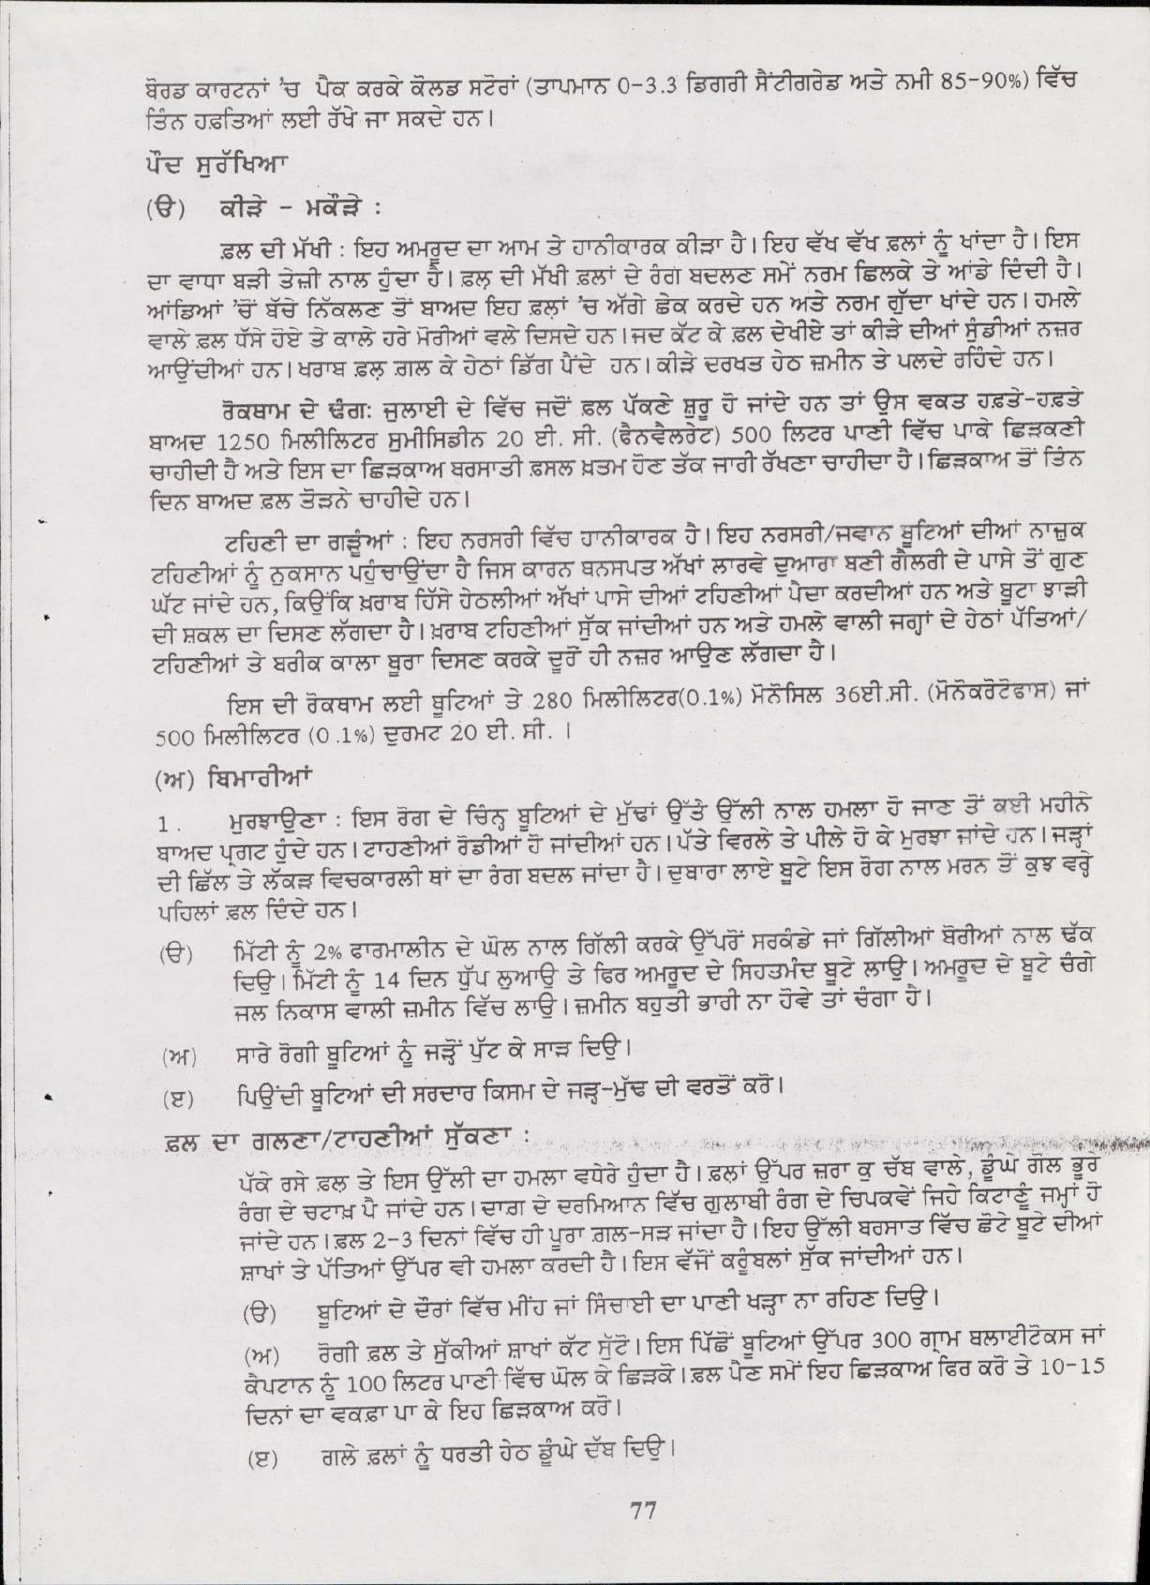 ਬੋਰਡ ਕਾਰਟਨਾਂ 'ਚ ਪੈਕ ਕਰਕੇ ਕੋਲਡ ਸਟੋਰਾਂ (ਤਾਪਮਾਨ 0-3.3 ਡਿਗਰੀ ਸੈਂਟੀਗਰੇਡ ਅਤੇ ਨਮੀ 85-90%) ਵਿੱਚ
ਤਿੰਨ ਹਫ਼ਤਿਆਂ ਲਈ ਰੱਖੇ ਜਾ ਸਕਦੇ ਹਨ।
ਪੌਦ ਸੁਰੱਖਿਆ
(ੳ) ਕੀੜੇ - ਮਕੌੜੇ :
ਫ਼ਲ ਦੀ ਮੱਖੀ : ਇਹ ਅਮਰੂਦ ਦਾ ਆਮ ਤੇ ਹਾਨੀਕਾਰਕ ਕੀੜਾ ਹੈ। ਇਹ ਵੱਖ ਵੱਖ ਫ਼ਲਾਂ ਨੂੰ ਖਾਂਦਾ ਹੈ। ਇਸ
ਦਾ ਵਾਧਾ ਬੜੀ ਤੇਜ਼ੀ ਨਾਲ ਹੁੰਦਾ ਹੈ। ਫ਼ਲ ਦੀ ਮੱਖੀ ਫ਼ਲਾਂ ਦੇ ਰੰਗ ਬਦਲਣ ਸਮੇਂ ਨਰਮ ਛਿਲਕੇ ਤੇ ਆਂਡੇ ਦਿੰਦੀ ਹੈ।
ਆਂਡਿਆਂ 'ਚੋਂ ਬੱਚੇ ਨਿੱਕਲਣ ਤੋਂ ਬਾਅਦ ਇਹ ਫ਼ਲਾਂ 'ਚ ਅੱਗੇ ਛੇਕ ਕਰਦੇ ਹਨ ਅਤੇ ਨਰਮ ਗੁੱਦਾ ਖਾਂਦੇ ਹਨ। ਹਮਲੇ
ਵਾਲੇ ਫ਼ਲ ਧੱਸੇ ਹੋਏ ਤੇ ਕਾਲੇ ਹਰੇ ਮੋਰੀਆਂ ਵਲੇ ਦਿਸਦੇ ਹਨ। ਜਦ ਕੱਟ ਕੇ ਫ਼ਲ ਦੇਖੀਏ ਤਾਂ ਕੀੜੇ ਦੀਆਂ ਸੁੰਡੀਆਂ ਨਜ਼ਰ
ਆਉਂਦੀਆਂ ਹਨ। ਖਰਾਬ ਫ਼ਲ ਗਲ ਕੇ ਹੇਠਾਂ ਡਿੱਗ ਪੈਂਦੇ ਹਨ। ਕੀੜੇ ਦਰਖਤ ਹੇਠ ਜ਼ਮੀਨ ਤੇ ਪਲਦੇ ਰਹਿੰਦੇ ਹਨ।
ਰੋਕਥਾਮ ਦੇ ਢੰਗ: ਜੁਲਾਈ ਦੇ ਵਿੱਚ ਜਦੋਂ ਫ਼ਲ ਪੱਕਣੇ ਸ਼ੁਰੂ ਹੋ ਜਾਂਦੇ ਹਨ ਤਾਂ ਉਸ ਵਕਤ ਹਫ਼ਤੇ-ਹਫ਼ਤੇ
ਬਾਅਦ 1250 ਮਿਲੀਲਿਟਰ ਸੁਮੀਸਿਡੀਨ 20 ਈ. ਸੀ. (ਫੈਨਵੈਲਰੇਟ) 500 ਲਿਟਰ ਪਾਣੀ ਵਿੱਚ ਪਾਕੇ ਛਿੜਕਣੀ
ਚਾਹੀਦੀ ਹੈ ਅਤੇ ਇਸ ਦਾ ਛਿੜਕਾਅ ਬਰਸਾਤੀ ਫ਼ਸਲ ਖ਼ਤਮ ਹੋਣ ਤੱਕ ਜਾਰੀ ਰੱਖਣਾ ਚਾਹੀਦਾ ਹੈ। ਛਿੜਕਾਅ ਤੋਂ ਤਿੰਨ
ਦਿਨ ਬਾਅਦ ਫ਼ਲ ਤੋੜਨੇ ਚਾਹੀਦੇ ਹਨ।
ਟਹਿਣੀ ਦਾ ਗੜੂੰਆਂ : ਇਹ ਨਰਸਰੀ ਵਿੱਚ ਹਾਨੀਕਾਰਕ ਹੈ। ਇਹ ਨਰਸਰੀ/ਜਵਾਨ ਬੂਟਿਆਂ ਦੀਆਂ ਨਾਜ਼ੁਕ
ਟਹਿਣੀਆਂ ਨੂੰ ਨੁਕਸਾਨ ਪਹੁੰਚਾਉਂਦਾ ਹੈ ਜਿਸ ਕਾਰਨ ਬਨਸਪਤ ਅੱਖਾਂ ਲਾਰਵੇ ਦੁਆਰਾ ਬਣੀ ਗੈਲਰੀ ਦੇ ਪਾਸੇ ਤੋਂ ਗੁਣ
ਘੱਟ ਜਾਂਦੇ ਹਨ, ਕਿਉਂਕਿ ਖ਼ਰਾਬ ਹਿੱਸੇ ਹੇਠਲੀਆਂ ਅੱਖਾਂ ਪਾਸੇ ਦੀਆਂ ਟਹਿਣੀਆਂ ਪੈਦਾ ਕਰਦੀਆਂ ਹਨ ਅਤੇ ਬੂਟਾ ਝਾੜੀ
ਦੀ ਸ਼ਕਲ ਦਾ ਦਿਸਣ ਲੱਗਦਾ ਹੈ। ਖ਼ਰਾਬ ਟਹਿਣੀਆਂ ਸੁੱਕ ਜਾਂਦੀਆਂ ਹਨ ਅਤੇ ਹਮਲੇ ਵਾਲੀ ਜਗ੍ਹਾਂ ਦੇ ਹੇਠਾਂ ਪੱਤਿਆਂ/
ਟਹਿਣੀਆਂ ਤੇ ਬਰੀਕ ਕਾਲਾ ਬੂਰਾ ਦਿਸਣ ਕਰਕੇ ਦੂਰੋਂ ਹੀ ਨਜ਼ਰ ਆਉਣ ਲੱਗਦਾ ਹੈ।
ਇਸ ਦੀ ਰੋਕਥਾਮ ਲਈ ਬੂਟਿਆਂ ਤੇ 280 ਮਿਲੀਲਿਟਰ(0.1%) ਮੋਨੋਸਿਲ 36ਈ.ਸੀ. (ਮੋਨੋਕਰੋਟੋਫਾਸ) ਜਾਂ
500 ਮਿਲੀਲਿਟਰ (0.1%) ਦੁਰਮਟ 20 ਈ. ਸੀ. ।
(ਅ) ਬਿਮਾਰੀਆਂ
1. ਮੁਰਝਾਉਣਾ : ਇਸ ਰੋਗ ਦੇ ਚਿੰਨ੍ਹ ਬੂਟਿਆਂ ਦੇ ਮੁੱਢਾਂ ਉੱਤੇ ਉੱਲੀ ਨਾਲ ਹਮਲਾ ਹੋ ਜਾਣ ਤੋਂ ਕਈ ਮਹੀਨੇ
ਬਾਅਦ ਪ੍ਰਗਟ ਹੁੰਦੇ ਹਨ। ਟਾਹਣੀਆਂ ਰੋਡੀਆਂ ਹੋ ਜਾਂਦੀਆਂ ਹਨ। ਪੱਤੇ ਵਿਰਲੇ ਤੇ ਪੀਲੇ ਹੋ ਕੇ ਮੁਰਝਾ ਜਾਂਦੇ ਹਨ। ਜੜ੍ਹਾਂ
ਦੀ ਛਿੱਲ ਤੇ ਲੱਕੜ ਵਿਚਕਾਰਲੀ ਥਾਂ ਦਾ ਰੰਗ ਬਦਲ ਜਾਂਦਾ ਹੈ। ਦੁਬਾਰਾ ਲਾਏ ਬੂਟੇ ਇਸ ਰੋਗ ਨਾਲ ਮਰਨ ਤੋਂ ਕੁਝ ਵਰ੍ਹੇ
ਪਹਿਲਾਂ ਫ਼ਲ ਦਿੰਦੇ ਹਨ।
(ੳ) ਮਿੱਟੀ ਨੂੰ 2% ਫਾਰਮਾਲੀਨ ਦੇ ਘੋਲ ਨਾਲ ਗਿੱਲੀ ਕਰਕੇ ਉੱਪਰੋਂ ਸਰਕੰਡੇ ਜਾਂ ਗਿੱਲੀਆਂ ਬੋਰੀਆਂ ਨਾਲ ਢੱਕ
ਦਿਉ। ਮਿੱਟੀ ਨੂੰ 14 ਦਿਨ ਧੁੱਪ ਲੁਆਉ ਤੇ ਫਿਰ ਅਮਰੂਦ ਦੇ ਸਿਹਤਮੰਦ ਬੂਟੇ ਲਾਉ। ਅਮਰੂਦ ਦੇ ਬੂਟੇ ਚੰਗੇ
ਜਲ ਨਿਕਾਸ ਵਾਲੀ ਜ਼ਮੀਨ ਵਿੱਚ ਲਾਉ। ਜ਼ਮੀਨ ਬਹੁਤੀ ਭਾਰੀ ਨਾ ਹੋਵੇ ਤਾਂ ਚੰਗਾ ਹੈ।
(ਅ) ਸਾਰੇ ਰੋਗੀ ਬੂਟਿਆਂ ਨੂੰ ਜੜ੍ਹੋਂ ਪੁੱਟ ਕੇ ਸਾੜ ਦਿਉ।
(ੲ) ਪਿਉਂਦੀ ਬੂਟਿਆਂ ਦੀ ਸਰਦਾਰ ਕਿਸਮ ਦੇ ਜੜ੍ਹ-ਮੁੱਢ ਦੀ ਵਰਤੋਂ ਕਰੋ।
ਫ਼ਲ ਦਾ ਗਲਣਾ/ਟਾਹਣੀਆਂ ਸੁੱਕਣਾ :
ਪੱਕੇ ਰਸੇ ਫ਼ਲ ਤੇ ਇਸ ਉੱਲੀ ਦਾ ਹਮਲਾ ਵਧੇਰੇ ਹੁੰਦਾ ਹੈ। ਫ਼ਲਾਂ ਉੱਪਰ ਜ਼ਰਾ ਕੁ ਚੱਬ ਵਾਲੇ, ਡੂੰਘੇ ਗੋਲ ਭੂਰੇ
ਰੰਗ ਦੇ ਚਟਾਖ਼ ਪੈ ਜਾਂਦੇ ਹਨ। ਦਾਗ਼ ਦੇ ਦਰਮਿਆਨ ਵਿੱਚ ਗੁਲਾਬੀ ਰੰਗ ਦੇ ਚਿਪਕਵੇਂ ਜਿਹੇ ਕਿਟਾਣੂੰ ਜਮ੍ਹਾਂ ਹੋ
ਜਾਂਦੇ ਹਨ। ਫ਼ਲ 2-3 ਦਿਨਾਂ ਵਿੱਚ ਹੀ ਪੂਰਾ ਗਲ-ਸੜ ਜਾਂਦਾ ਹੈ। ਇਹ ਉੱਲੀ ਬਰਸਾਤ ਵਿੱਚ ਛੋਟੇ ਬੂਟੇ ਦੀਆਂ
ਸ਼ਾਖਾਂ ਤੇ ਪੱਤਿਆਂ ਉੱਪਰ ਵੀ ਹਮਲਾ ਕਰਦੀ ਹੈ। ਇਸ ਵੱਜੋਂ ਕਰੂੰਬਲਾਂ ਸੁੱਕ ਜਾਂਦੀਆਂ ਹਨ।
(ੳ) ਬੂਟਿਆਂ ਦੇ ਦੌਰਾਂ ਵਿੱਚ ਮੀਂਹ ਜਾਂ ਸਿੰਚਾਈ ਦਾ ਪਾਣੀ ਖੜ੍ਹਾ ਨਾ ਰਹਿਣ ਦਿਉ।
(ਅ) ਰੋਗੀ ਫ਼ਲ ਤੇ ਸੁੱਕੀਆਂ ਸ਼ਾਖਾਂ ਕੱਟ ਸੁੱਟੋ। ਇਸ ਪਿੱਛੋਂ ਬੂਟਿਆਂ ਉੱਪਰ 300 ਗ੍ਰਾਮ ਬਲਾਈਟੋਕਸ ਜਾਂ
ਕੈਪਟਾਨ ਨੂੰ 100 ਲਿਟਰ ਪਾਣੀ ਵਿੱਚ ਘੋਲ ਕੇ ਛਿੜਕੋ। ਫ਼ਲ ਪੈਣ ਸਮੇਂ ਇਹ ਛਿੜਕਾਅ ਫਿਰ ਕਰੋ ਤੇ 10-15
ਦਿਨਾਂ ਦਾ ਵਕਫ਼ਾ ਪਾ ਕੇ ਇਹ ਛਿੜਕਾਅ ਕਰੋ।
(ੲ) ਗਲੇ ਫ਼ਲਾਂ ਨੂੰ ਧਰਤੀ ਹੇਠ ਡੂੰਘੇ ਦੱਬ ਦਿਉ।
77